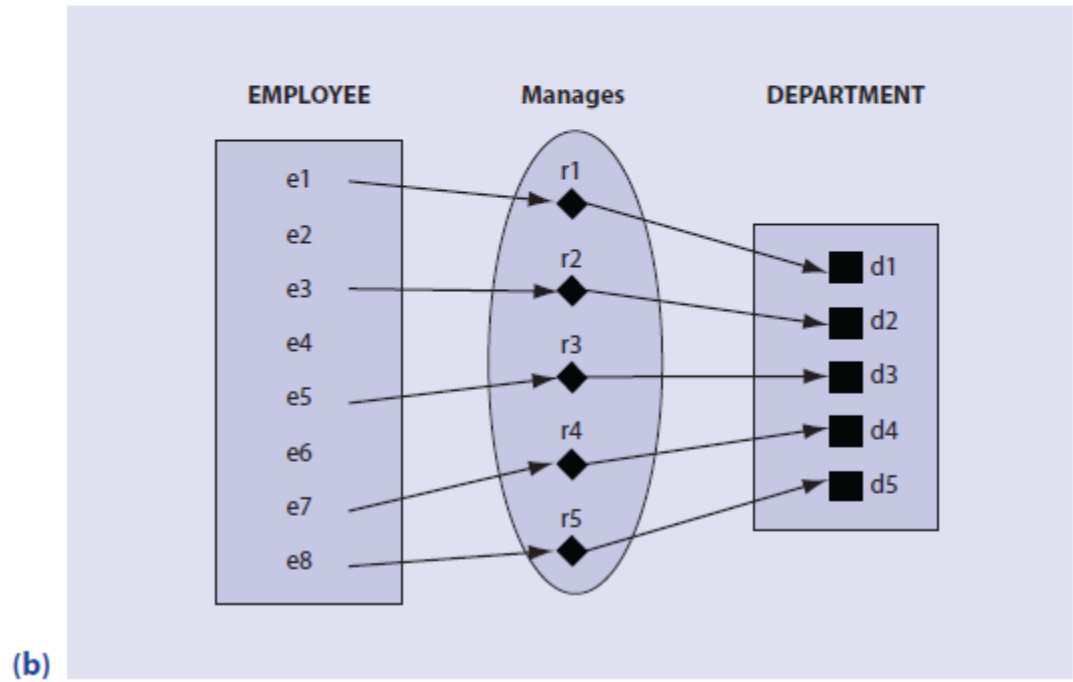 EMPLOYEE Manages DEPARTMENT
e1
e2
e3
e4
e5
e6
e7
e8
r1
r2
r3
r4
r5
d1
d2
d3
d4
d5
(b)